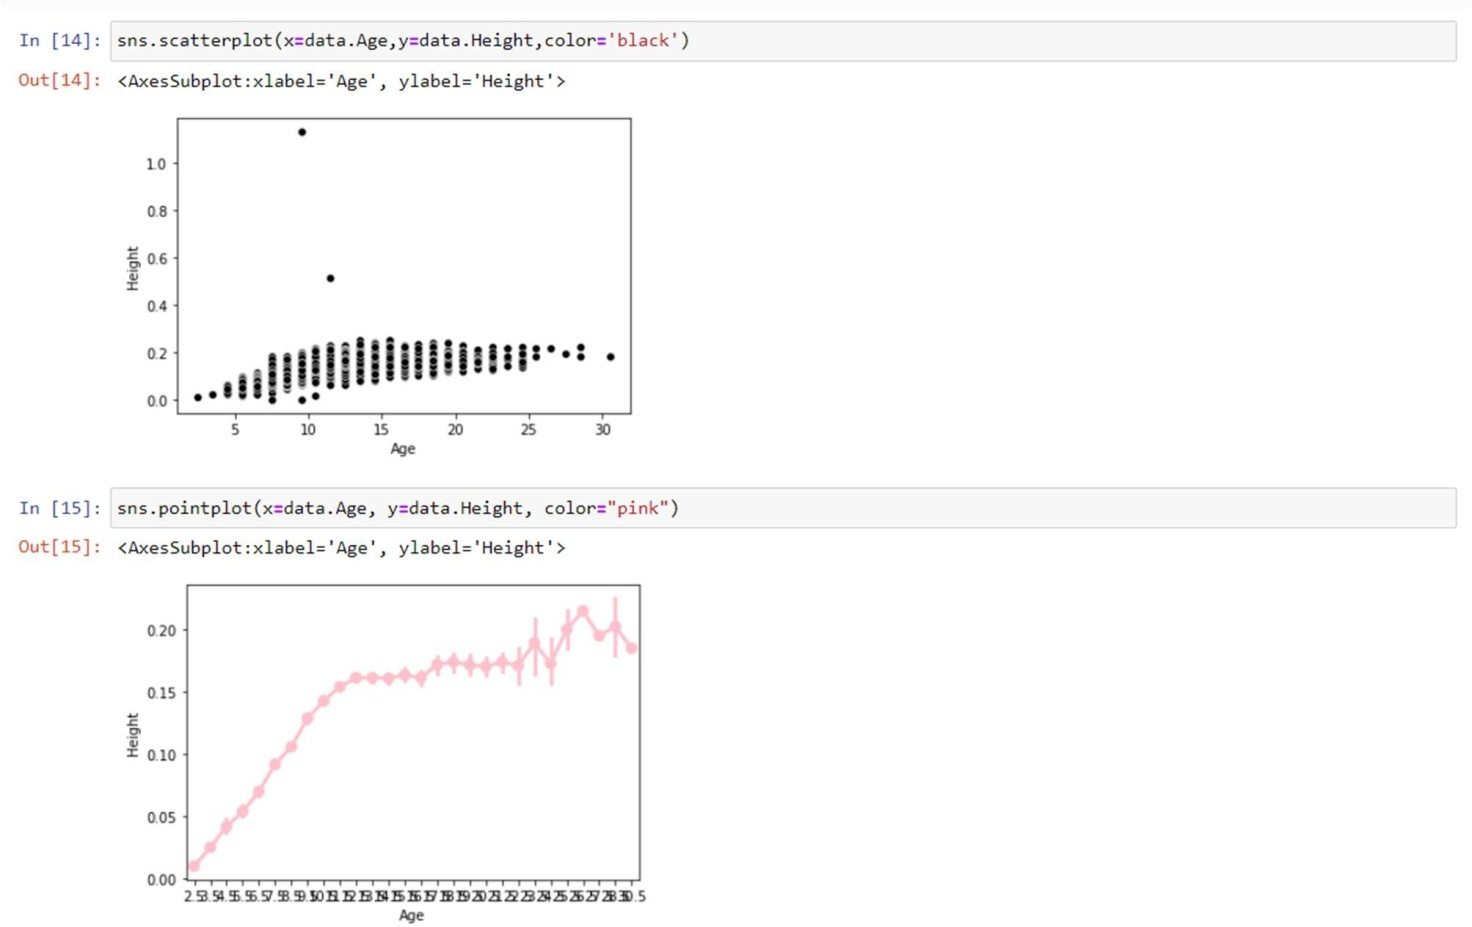 In [14]: sns.scatterplot(x=data.Age,y=data.Height,color='black')
Out[14]: <AxesSubplot:xlabel='Age', ylabel='Height'>
1.0
0.8
0.6
0.4
0.2
0.0
Height
5 10 15 20 25 30
Age
In [15]: sns.pointplot(x=data.Age, y=data.Height, color="pink")
Out[15]: <AxesSubplot:xlabel='Age', ylabel='Height'>
0.20
0.15
0.10
0.05
0.00
Height
Age